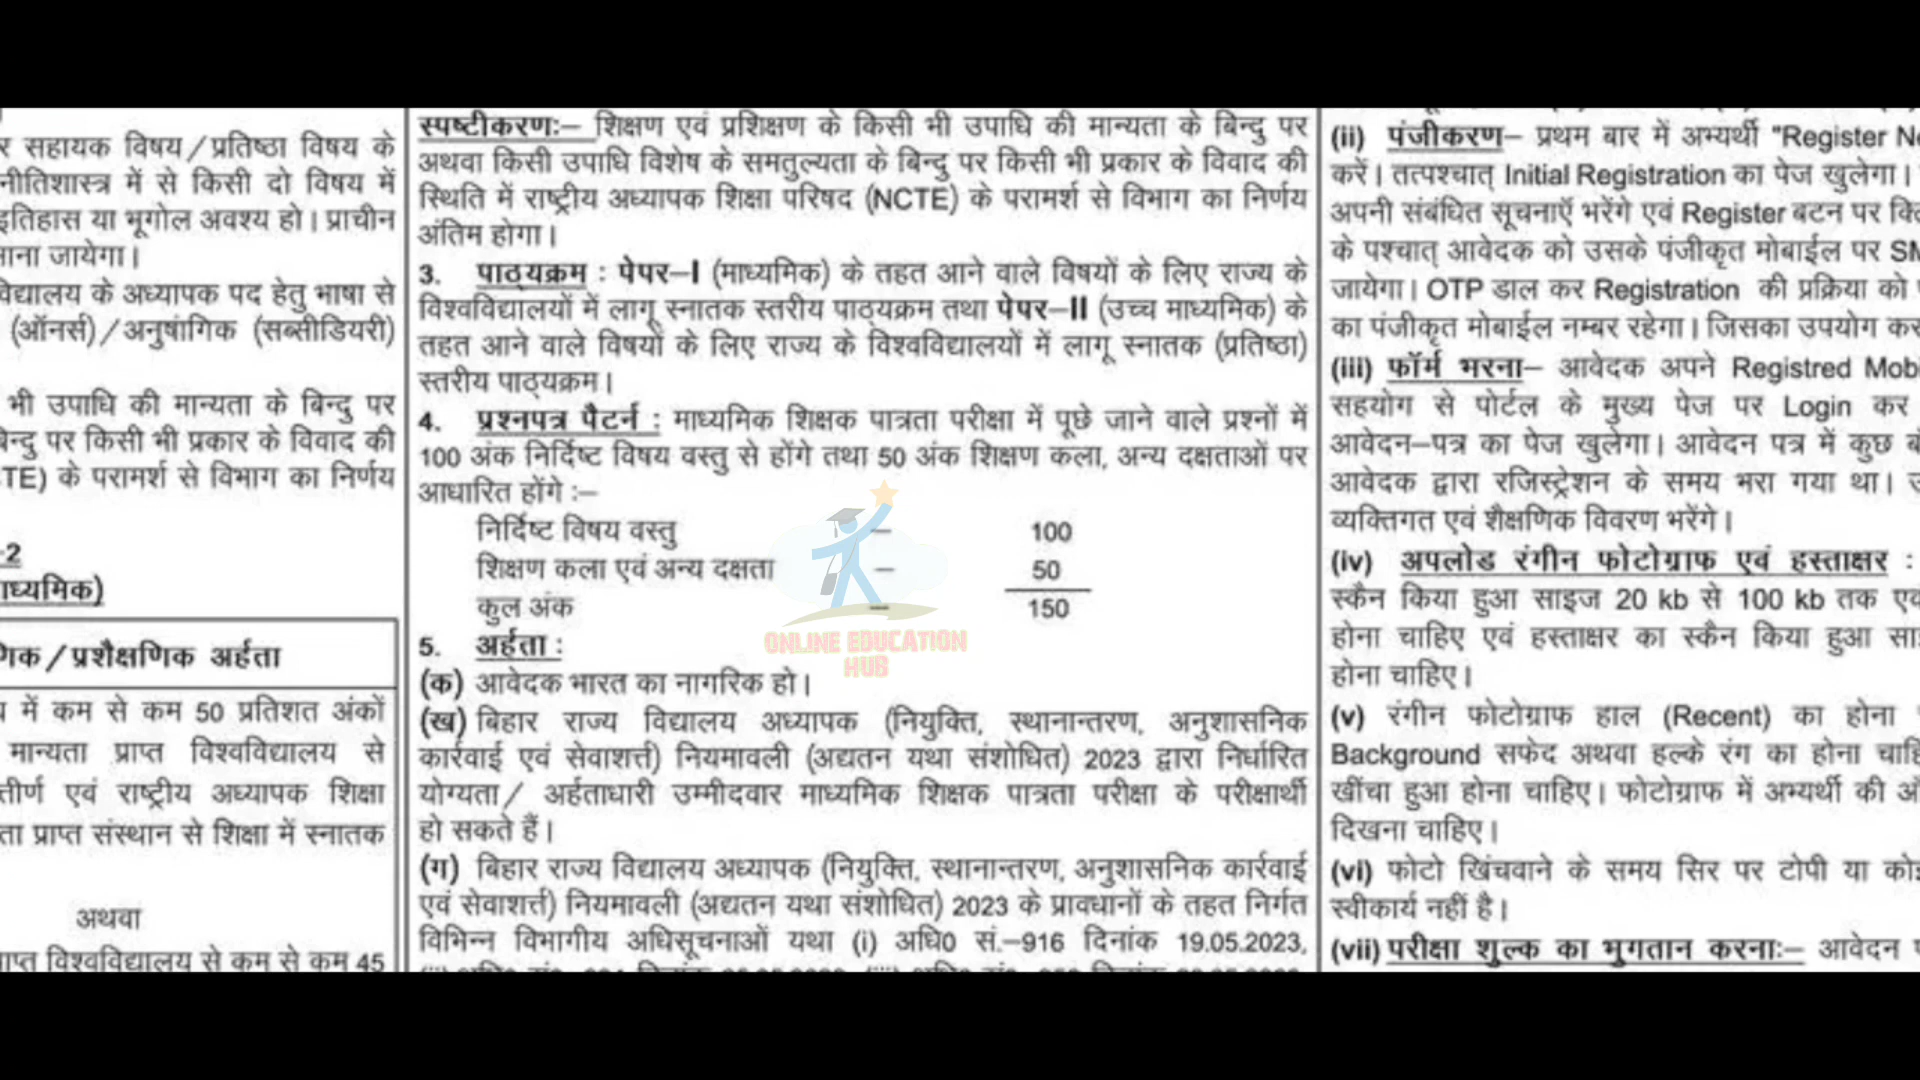 र सहायक विषय/प्रतिष्ठा विषय के
नीतिशास्त्र में से किसी दो विषय में
इतिहास या भूगोल अवश्य हो। प्राचीन
जायेगा।
के अध्यापक पद हेतु भाषा से
(ऑनर्स)/अनुषांगिक (सब्सीडियरी)
भी उपाधि की मान्यता के बिन्दु पर
बिन्दु पर किसी भी प्रकार के विवाद की
TE) के परामर्श से विभाग का निर्णय
-2
ाध्यमिक)
/प्रशैक्षणिक अर्हता
में कम से कम 50 प्रतिशत अंकों
मान्यता प्राप्त विश्वविद्यालय से
एवं राष्ट्रीय अध्यापक शिक्षा
प्राप्त संस्थान से शिक्षा में स्नातक
अथवा
विश्वविद्यालय से कम से कम 45
स्पष्टीकरणः– शिक्षण एवं प्रशिक्षण के किसी भी उपाधि की मान्यता के बिन्दु पर
अथवा किसी उपाधि विशेष के समतुल्यता के बिन्दु पर किसी भी प्रकार के विवाद की
स्थिति में राष्ट्रीय अध्यापक शिक्षा परिषद (NCTE) के परामर्श से विभाग का निर्णय
अंतिम होगा।
3. पाठ्यक्रम : पेपर–I (माध्यमिक) के तहत आने वाले विषयों के लिए राज्य के
विश्वविद्यालयों में लागू स्नातक स्तरीय पाठ्यक्रम तथा पेपर–II (उच्च माध्यमिक) के
तहत आने वाले विषयों के लिए राज्य के विश्वविद्यालयों में लागू स्नातक (प्रतिष्ठा)
स्तरीय पाठ्यक्रम।
4. प्रश्नपत्र पैटर्न : माध्यमिक शिक्षक पात्रता परीक्षा में पूछे जाने वाले प्रश्नों में
100 अंक निर्दिष्ट विषय वस्तु से होंगे तथा 50 अंक शिक्षण कला, अन्य दक्षताओं पर
आधारित होंगे :–
निर्दिष्ट विषय वस्तु – 100
शिक्षण कला एवं अन्य दक्षता – 50
कुल अंक – 150
ONLINE EDUCATION
HUB
5. अर्हता :
(क) आवेदक भारत का नागरिक हो।
(ख) बिहार राज्य विद्यालय अध्यापक (नियुक्ति, स्थानान्तरण, अनुशासनिक
कार्रवाई एवं सेवाशर्त्त) नियमावली (अद्यतन यथा संशोधित) 2023 द्वारा निर्धारित
योग्यता/ अर्हताधारी उम्मीदवार माध्यमिक शिक्षक पात्रता परीक्षा के परीक्षार्थी
हो सकते हैं।
(ग) बिहार राज्य विद्यालय अध्यापक (नियुक्ति, स्थानान्तरण, अनुशासनिक कार्रवाई
एवं सेवाशर्त्त) नियमावली (अद्यतन यथा संशोधित) 2023 के प्रावधानों के तहत निर्गत
विभिन्न विभागीय अधिसूचनाओं यथा (i) अधि0 सं.–916 दिनांक 19.05.2023,
(ii) पंजीकरण– प्रथम बार में अभ्यर्थी "Register Ne
करें। तत्पश्चात् Initial Registration का पेज खुलेगा।
अपनी संबंधित सूचनाऍ भरेंगे एवं Register बटन पर
के पश्चात् आवेदक को उसके पंजीकृत मोबाईल पर SM
जायेगा। OTP डाल कर Registration की प्रक्रिया को
का पंजीकृत मोबाईल नम्बर रहेगा। जिसका उपयोग कर
(iii) फॉर्म भरना– आवेदक अपने Registred Mob
सहयोग से पोर्टल के मुख्य पेज पर Login कर
आवेदन–पत्र का पेज खुलेगा। आवेदन पत्र में कुछ
आवेदक द्वारा रजिस्ट्रेशन के समय भरा गया था।
व्यक्तिगत एवं शैक्षणिक विवरण भरेंगे।
(iv) अपलोड रंगीन फोटोग्राफ एवं हस्ताक्षर :
स्कैन किया हुआ साइज 20 kb से 100 kb तक
होना चाहिए एवं हस्ताक्षर का स्कैन किया हुआ
होना चाहिए।
(v) रंगीन फोटोग्राफ हाल (Recent) का होना
Background सफेद अथवा हल्के रंग का होना
खींचा हुआ होना चाहिए। फोटोग्राफ में अभ्यर्थी की
दिखना चाहिए।
(vi) फोटो खिंचवाने के समय सिर पर टोपी या
स्वीकार्य नहीं है।
(vii) परीक्षा शुल्क का भुगतान करनाः– आवेदन